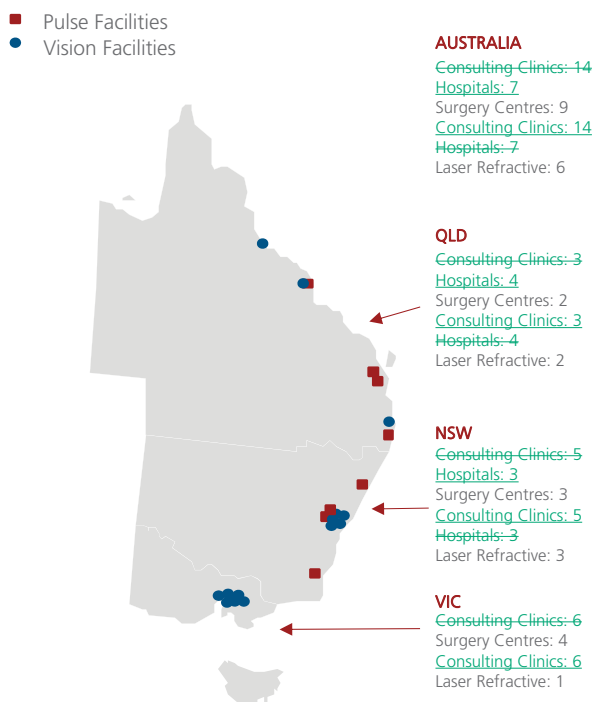 Pulse Facilities
Vision Facilities
AUSTRALIA
Consulting Clinics: 14
Hospitals: 7
Surgery Centres: 9
Consulting Clinics: 14
Hospitals: 7
Laser Refractive: 6
QLD
Consulting Clinics: 3
Hospitals: 4
Surgery Centres: 2
Consulting Clinics: 3
Hospitals: 4
Laser Refractive: 2
NSW
Consulting Clinics: 5
Hospitals: 3
Surgery Centres: 3
Consulting Clinics: 5
Hospitals: 3
Laser Refractive: 3
VIC
Consulting Clinics: 6
Surgery Centres: 4
Consulting Clinics: 6
Laser Refractive: 1